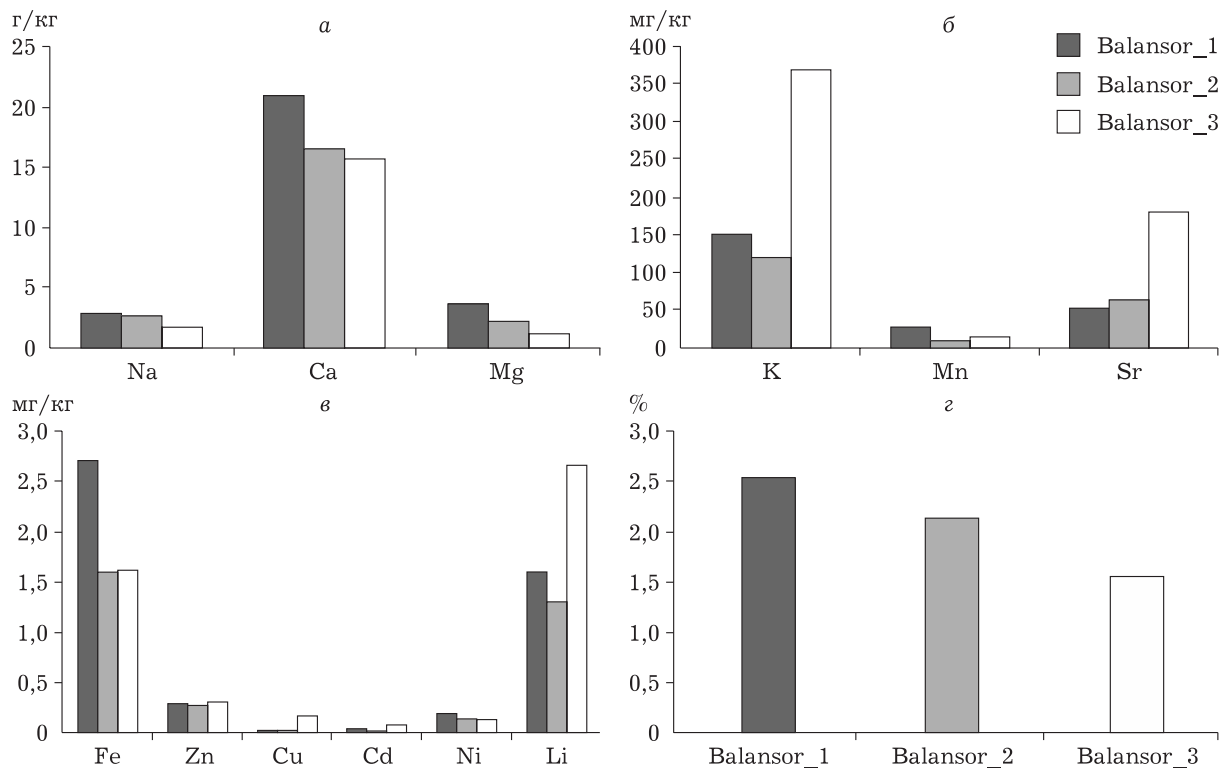 г/кг
а
25
20
15
10
5
0
Na Ca Mg
мг/кг
б
400
350
300
250
200
150
100
50
0
K Mn Sr
Balansor_1
Balansor_2
Balansor_3
мг/кг
в
3,0
2,5
2,0
1,5
1,0
0,5
0
Fe Zn Cu Cd Ni Li
%
г
3,0
2,5
2,0
1,5
1,0
0,5
0
Balansor_1 Balansor_2 Balansor_3